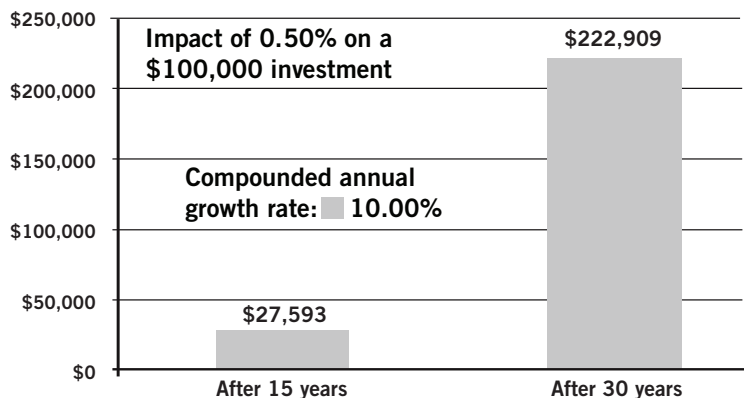 $250,000
Impact of 0.50% on a
$100,000 investment
$222,909
$200,000
$150,000
Compounded annual
growth rate: 10.00%
$100,000
$50,000
$27,593
$0
After 15 years
After 30 years